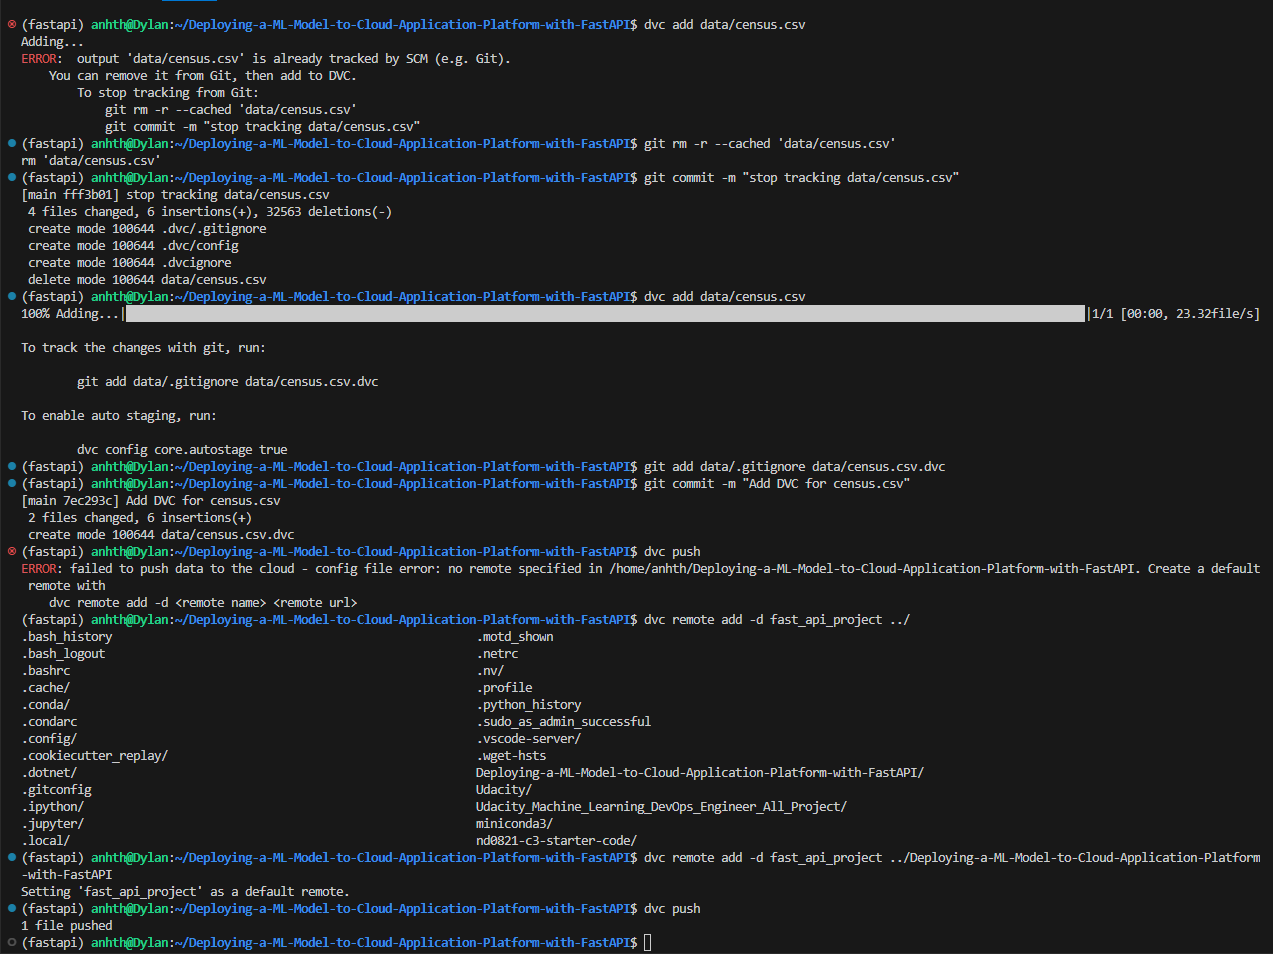 (fastapi) anhth@Dylan:~/Deploying-a-ML-Model-to-Cloud-Application-Platform-with-FastAPI$ dvc add data/census.csv
Adding...
ERROR:  output 'data/census.csv' is already tracked by SCM (e.g. Git).
    You can remove it from Git, then add to DVC.
        To stop tracking from Git:
            git rm -r --cached 'data/census.csv'
            git commit -m "stop tracking data/census.csv"
(fastapi) anhth@Dylan:~/Deploying-a-ML-Model-to-Cloud-Application-Platform-with-FastAPI$ git rm -r --cached 'data/census.csv'
rm 'data/census.csv'
(fastapi) anhth@Dylan:~/Deploying-a-ML-Model-to-Cloud-Application-Platform-with-FastAPI$ git commit -m "stop tracking data/census.csv"
[main fff3b01] stop tracking data/census.csv
 4 files changed, 6 insertions(+), 32563 deletions(-)
 create mode 100644 .dvc/.gitignore
 create mode 100644 .dvc/config
 create mode 100644 .dvcignore
 delete mode 100644 data/census.csv
(fastapi) anhth@Dylan:~/Deploying-a-ML-Model-to-Cloud-Application-Platform-with-FastAPI$ dvc add data/census.csv
100% Adding...| |1/1 [00:00, 23.32file/s]
To track the changes with git, run:
        git add data/.gitignore data/census.csv.dvc
To enable auto staging, run:
        dvc config core.autostage true
(fastapi) anhth@Dylan:~/Deploying-a-ML-Model-to-Cloud-Application-Platform-with-FastAPI$ git add data/.gitignore data/census.csv.dvc
(fastapi) anhth@Dylan:~/Deploying-a-ML-Model-to-Cloud-Application-Platform-with-FastAPI$ git commit -m "Add DVC for census.csv"
[main 7ec293c] Add DVC for census.csv
 2 files changed, 6 insertions(+)
 create mode 100644 data/census.csv.dvc
(fastapi) anhth@Dylan:~/Deploying-a-ML-Model-to-Cloud-Application-Platform-with-FastAPI$ dvc push
ERROR: failed to push data to the cloud - config file error: no remote specified in /home/anhth/Deploying-a-ML-Model-to-Cloud-Application-Platform-with-FastAPI. Create a default
 remote with
    dvc remote add -d <remote name> <remote url>
(fastapi) anhth@Dylan:~/Deploying-a-ML-Model-to-Cloud-Application-Platform-with-FastAPI$ dvc remote add -d fast_api_project ../
.bash_history .motd_shown
.bash_logout .netrc
.bashrc .nv/
.cache/ .profile
.conda/ .python_history
.condarc .sudo_as_admin_successful
.config/ .vscode-server/
.cookiecutter_replay/ .wget-hsts
.dotnet/ Deploying-a-ML-Model-to-Cloud-Application-Platform-with-FastAPI/
.gitconfig Udacity/
.ipython/ Udacity_Machine_Learning_DevOps_Engineer_All_Project/
.jupyter/ miniconda3/
.local/ nd0821-c3-starter-code/
(fastapi) anhth@Dylan:~/Deploying-a-ML-Model-to-Cloud-Application-Platform-with-FastAPI$ dvc remote add -d fast_api_project ../Deploying-a-ML-Model-to-Cloud-Application-Platform
-with-FastAPI
Setting 'fast_api_project' as a default remote.
(fastapi) anhth@Dylan:~/Deploying-a-ML-Model-to-Cloud-Application-Platform-with-FastAPI$ dvc push
1 file pushed
(fastapi) anhth@Dylan:~/Deploying-a-ML-Model-to-Cloud-Application-Platform-with-FastAPI$